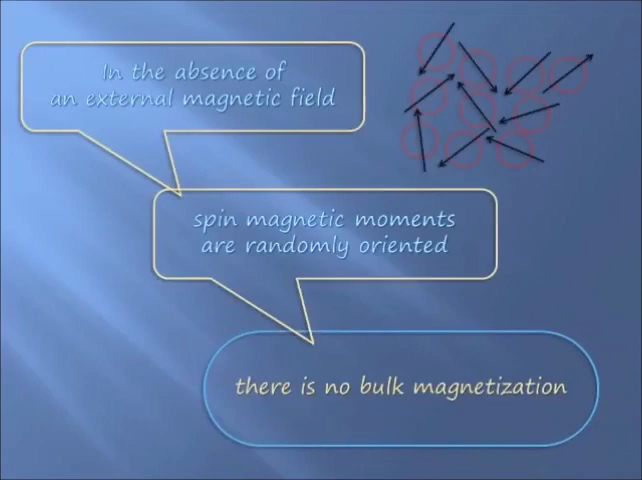 In the absence of
an external magnetic field
spin magnetic moments
are randomly oriented
there is no bulk magnetization